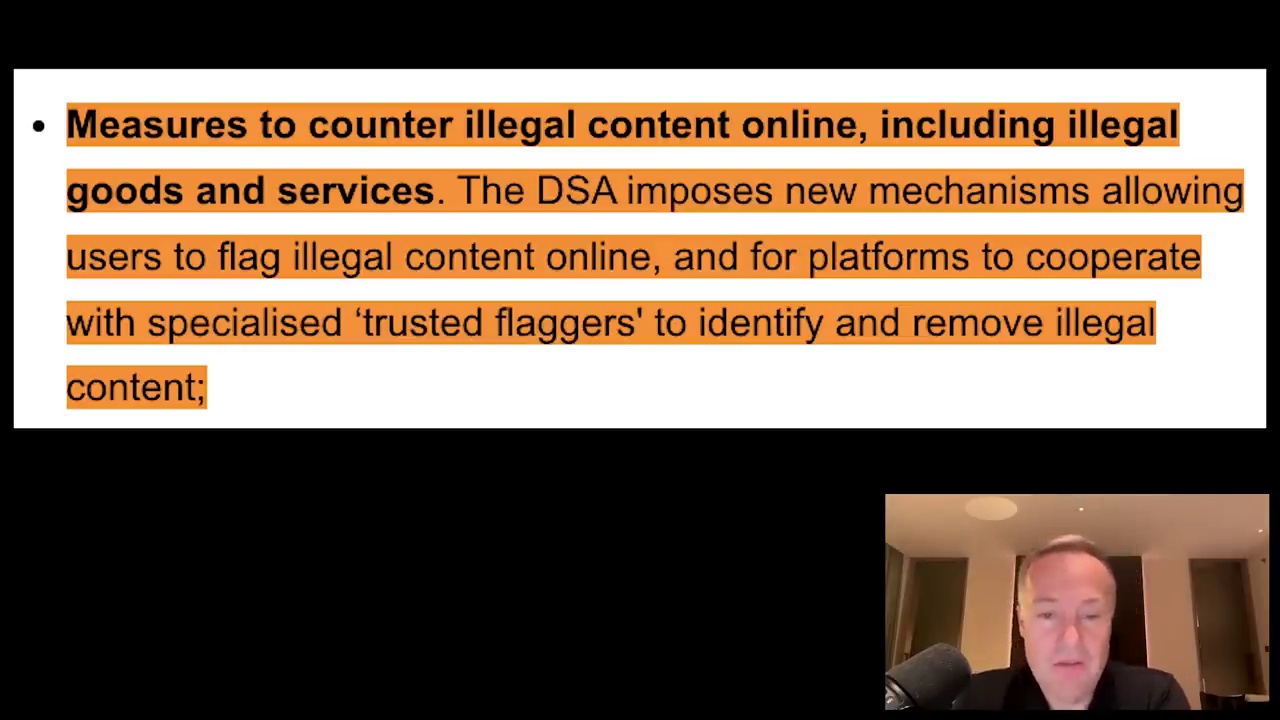 • Measures to counter illegal content online, including illegal
goods and services. The DSA imposes new mechanisms allowing
users to flag illegal content online, and for platforms to cooperate
with specialised ‘trusted flaggers' to identify and remove illegal
content;